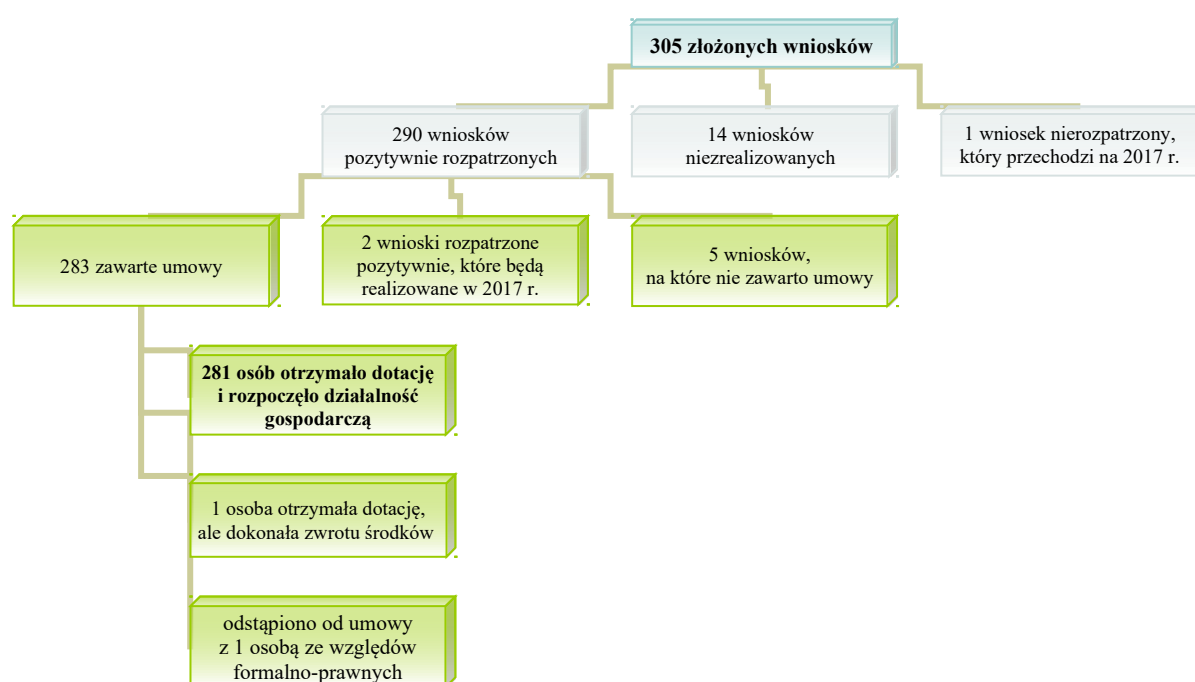 305 złożonych wniosków
290 wniosków
pozytywnie rozpatrzonych
14 wniosków
niezrealizowanych
1 wniosek nierozpatrzony,
który przechodzi na 2017 r.
283 zawarte umowy
2 wnioski rozpatrzone
pozytywnie, które będą
realizowane w 2017 r.
5 wniosków,
na które nie zawarto umowy
281 osób otrzymało dotację
i rozpoczęło działalność
gospodarczą
1 osoba otrzymała dotację,
ale dokonała zwrotu środków
odstąpiono od umowy
z 1 osobą ze względów
formalno-prawnych